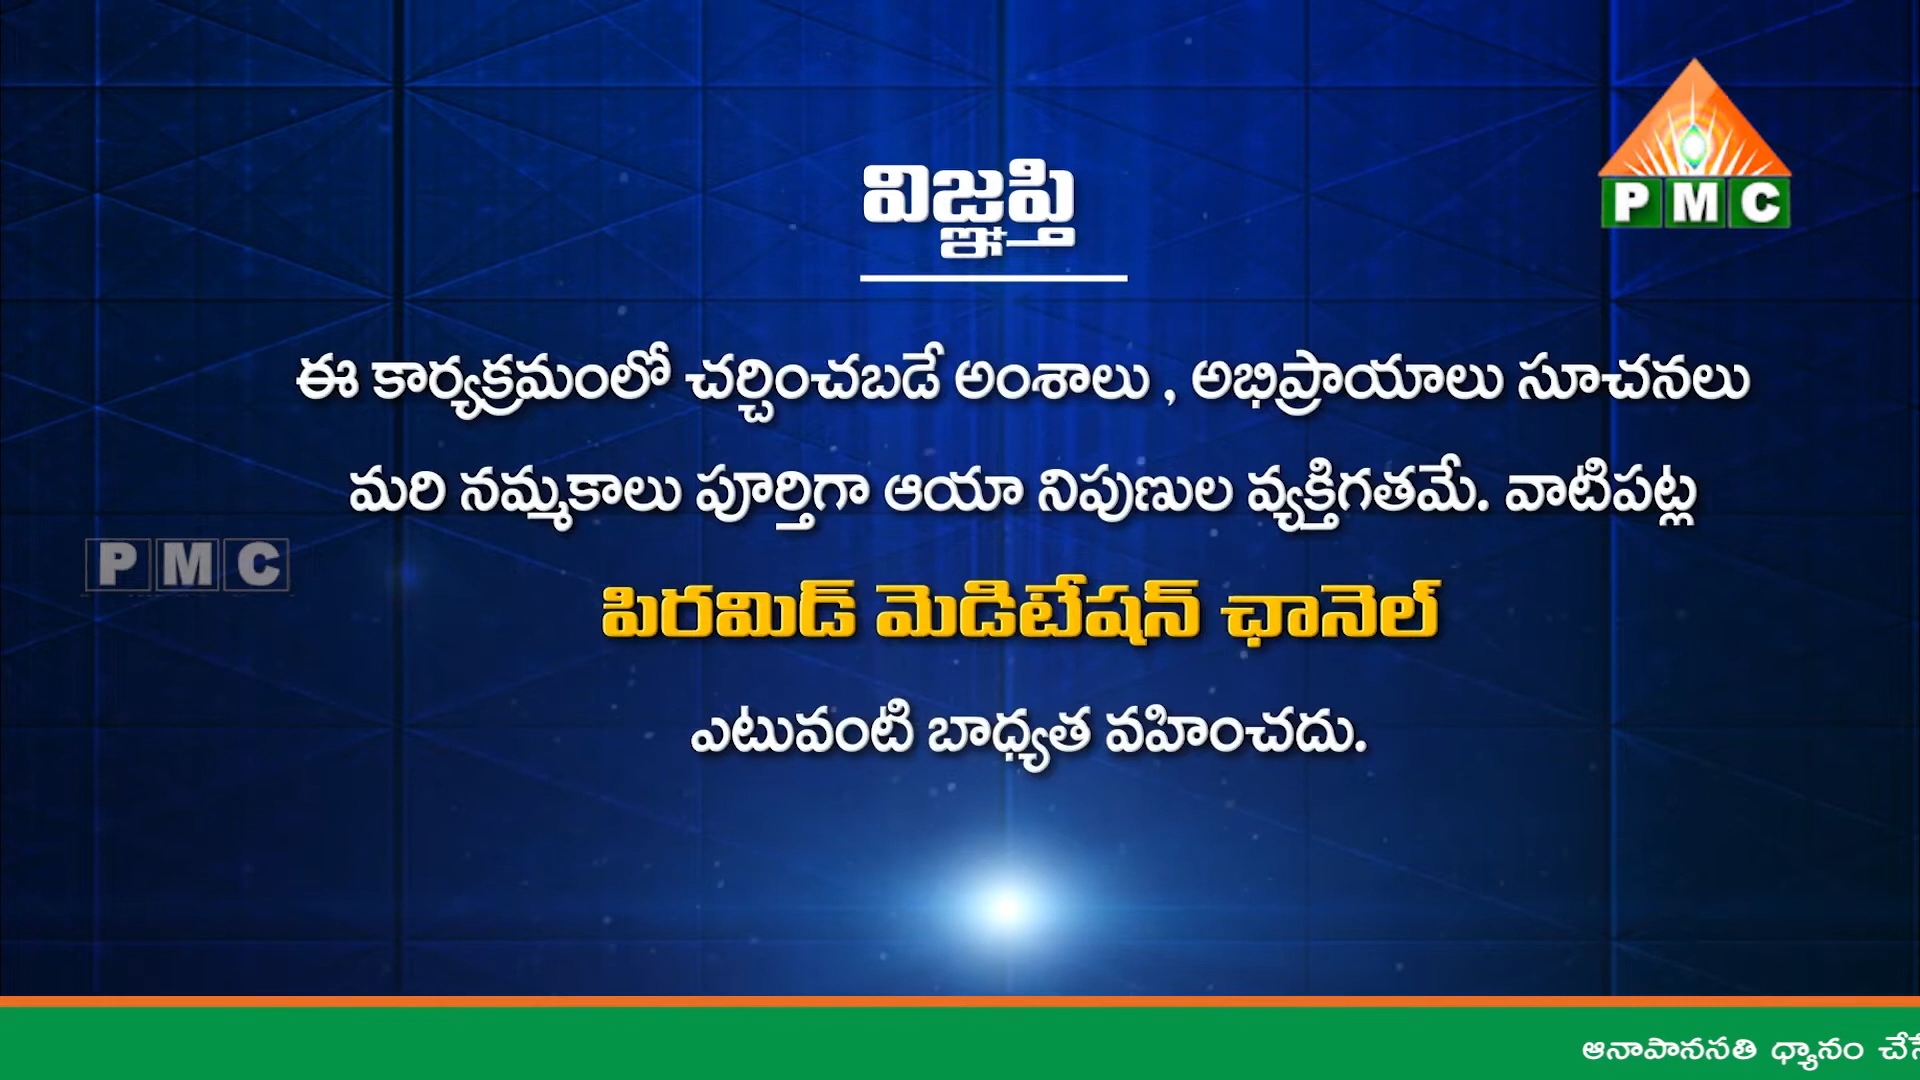 విజ్ఞప్తి
PMC
ఈ కార్యక్రమంలో చర్చించబడే అంశాలు , అభిప్రాయాలు సూచనలు
మరి నమ్మకాలు పూర్తిగా ఆయా నిపుణుల వ్యక్తిగతమే. వాటిపట్ల
PMC
పిరమిడ్ మెడిటేషన్ ఛానెల్
ఎటువంటి బాధ్యత వహించదు.
ఆనాపానసతి ధ్యానం